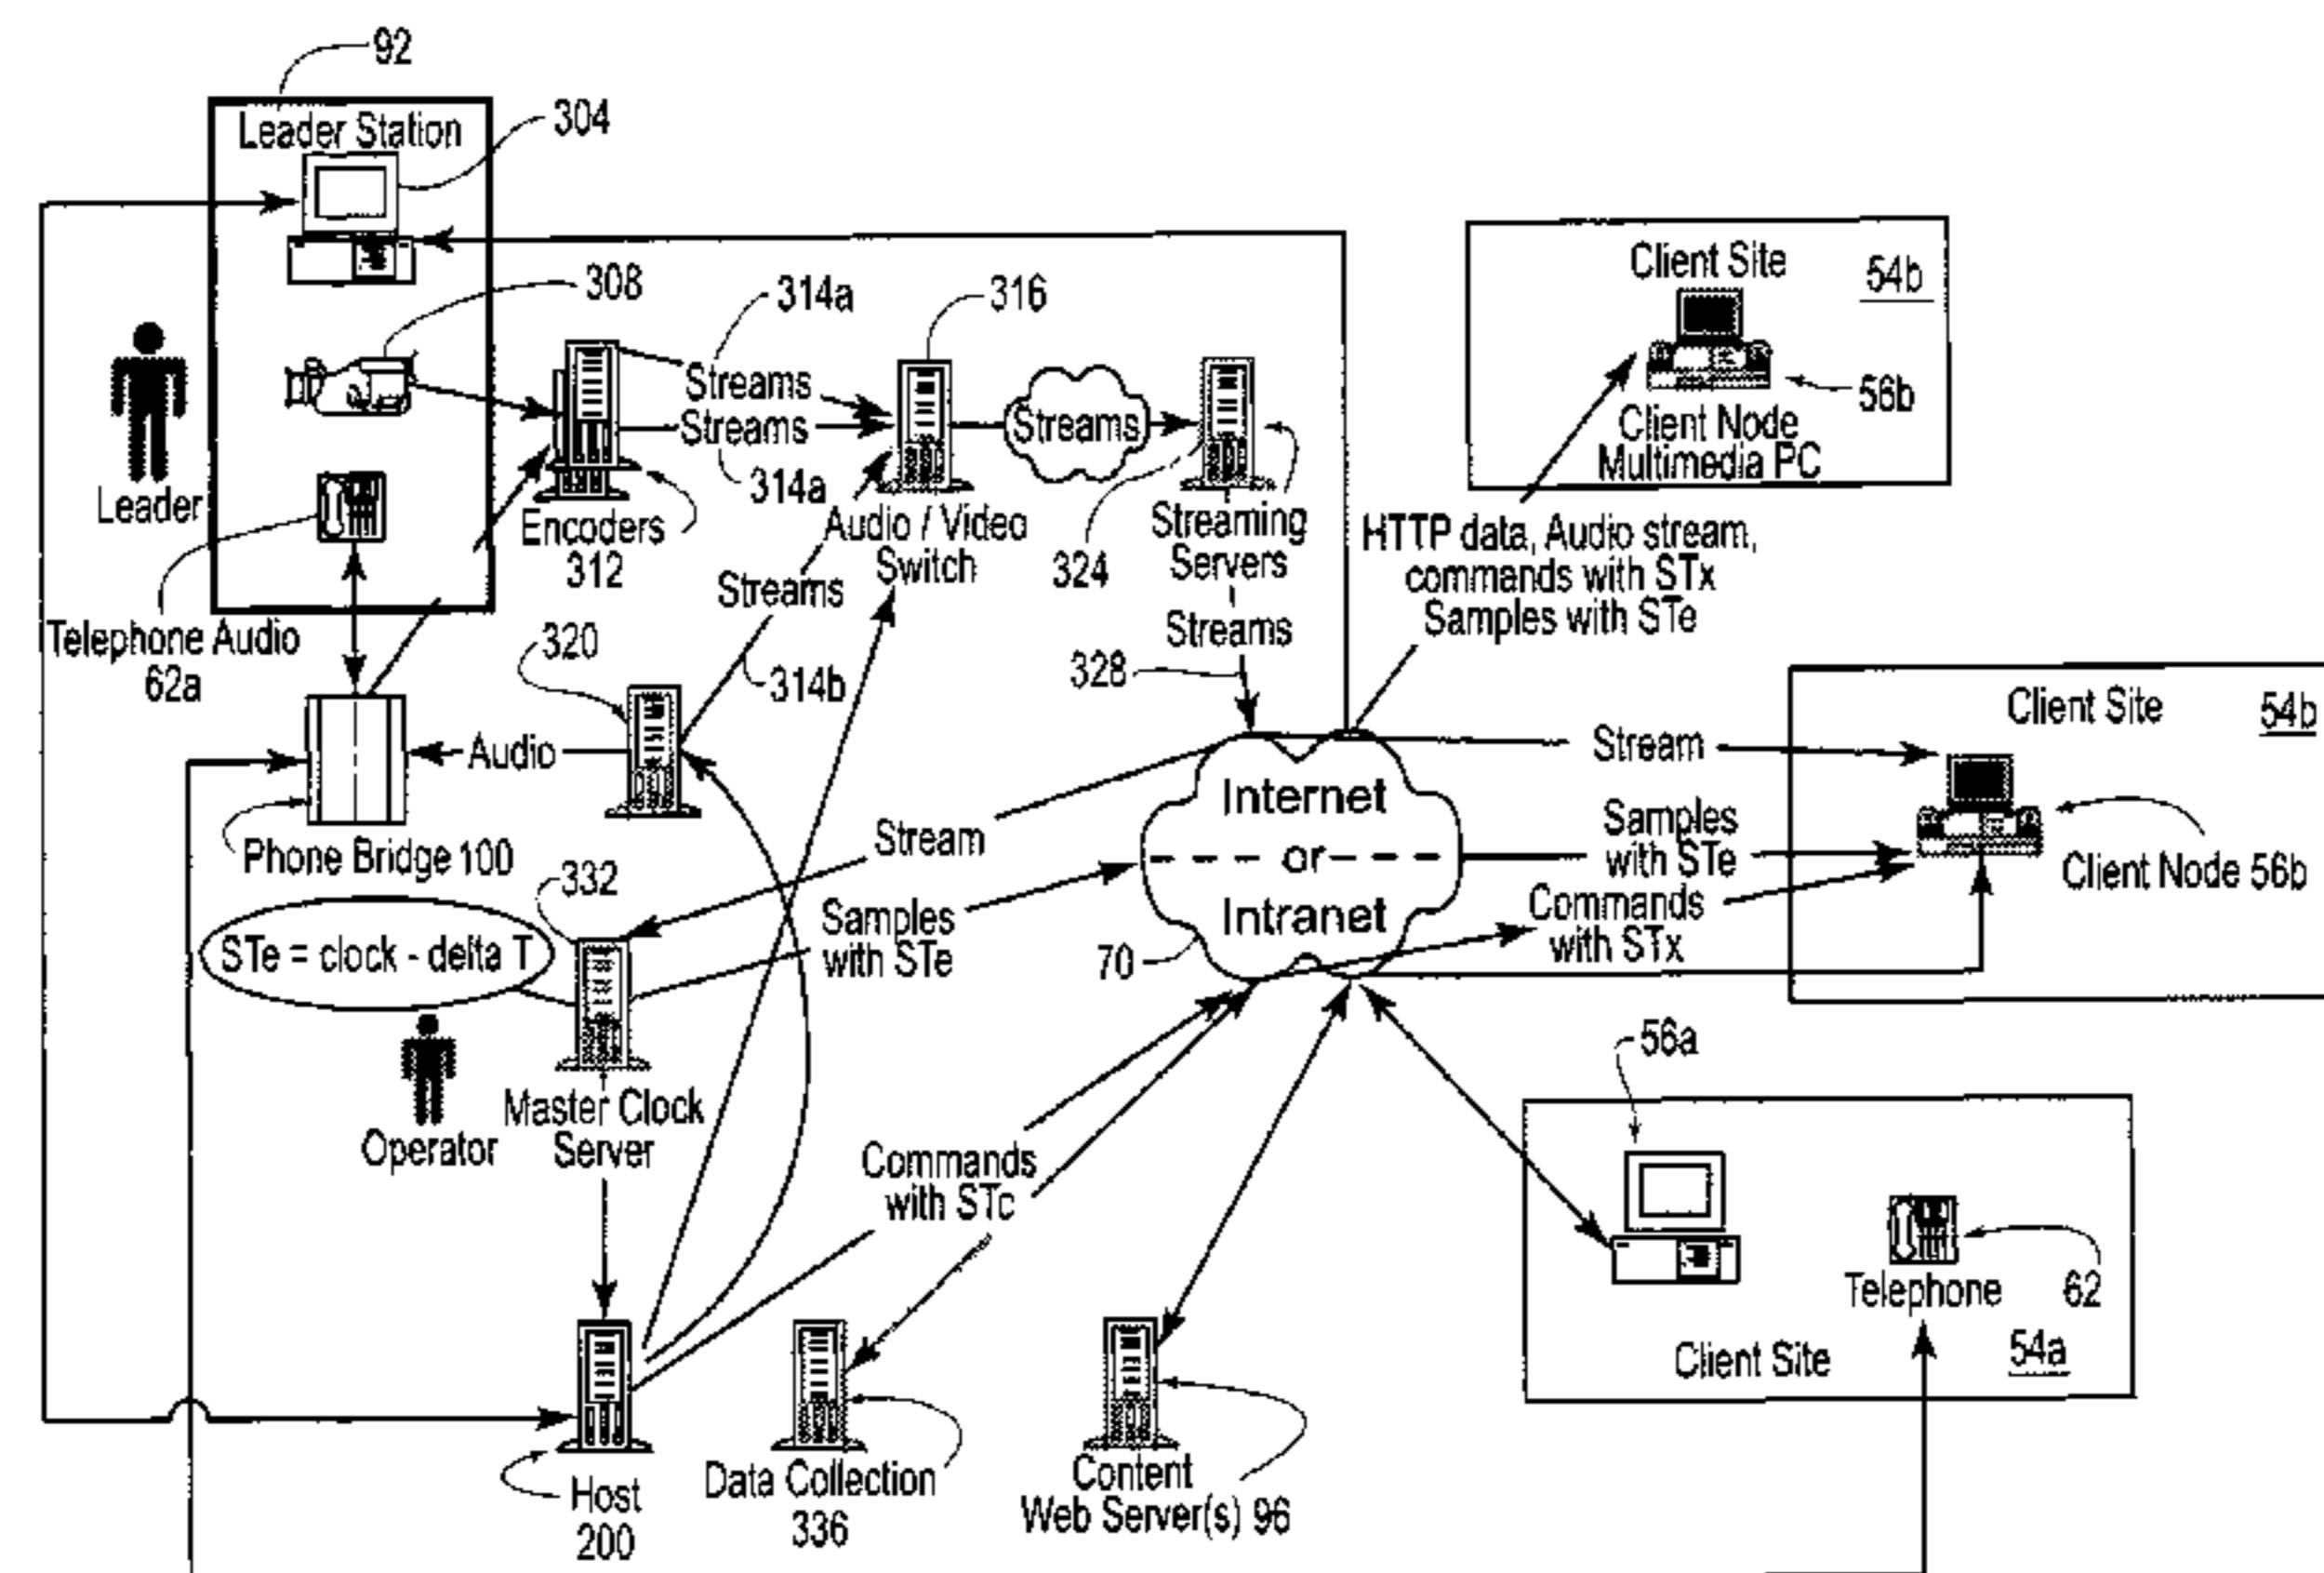 92
Leader Station
304
308
314a
316
Client Site
54b
56b
Client Node
Multimedia PC
Streams
Streams
Streams
314a
Leader
Encoders
312
Audio / Video
Switch
324
Streaming
Servers
HTTP data, Audio stream,
commands with STx
Samples with STe
Streams
Streams
Telephone Audio
62a
320
314b
328
Client Site
54b
Audio
Stream
Internet
or
Intranet
Samples
with STe
Commands
with STx
Client Node 56b
Phone Bridge 100
Stream
332
STe = clock - delta T
Samples
with STe
70
56a
Operator
Master Clock
Server
Commands
with STc
Telephone
62
Client Site
54a
Host
200
Data Collection
336
Content
Web Server(s) 96